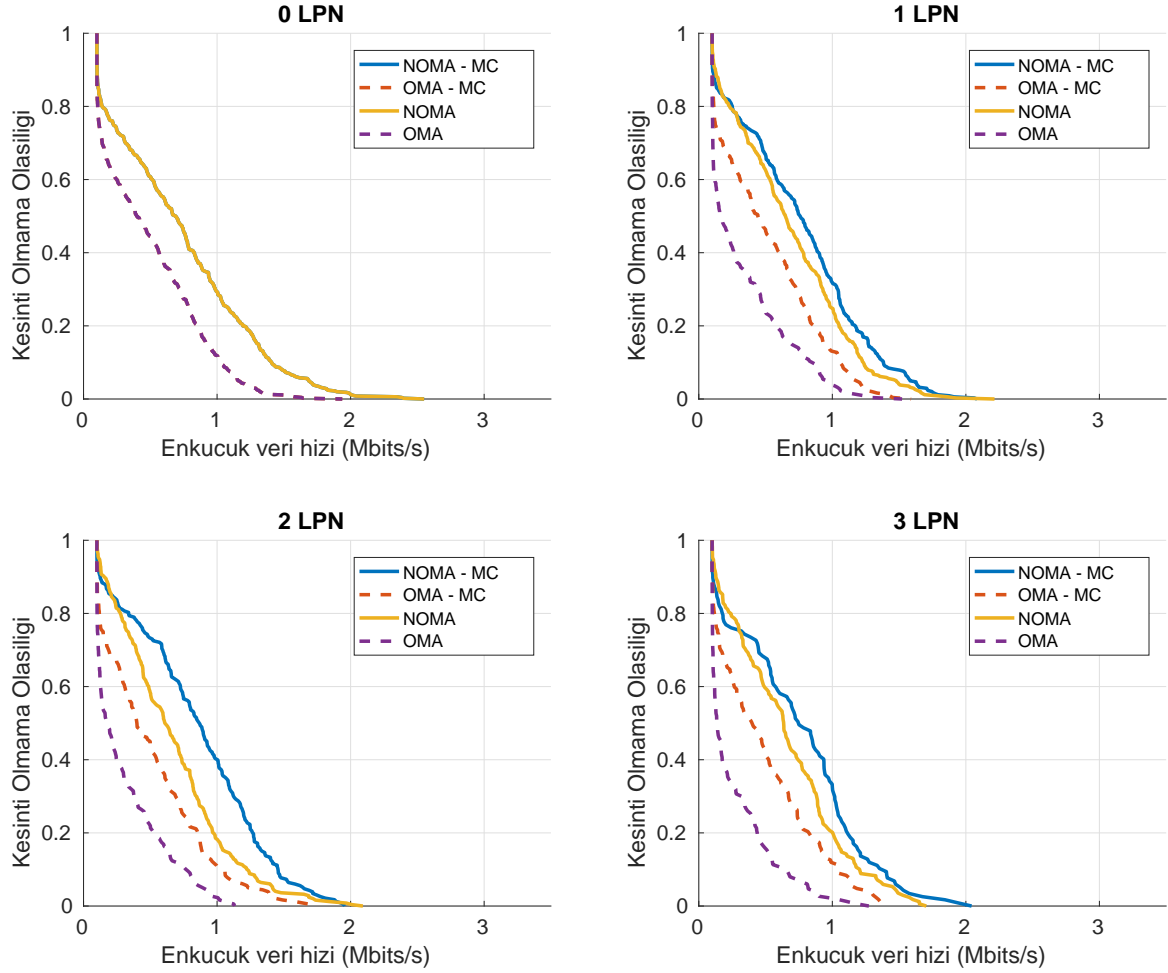 0 LPN
Kesinti Olmama Olasiligi
1
0.8
0.6
0.4
0.2
0
NOMA - MC
OMA - MC
NOMA
OMA
0 1 2 3
Enkucuk veri hizi (Mbits/s)
1 LPN
Kesinti Olmama Olasiligi
1
0.8
0.6
0.4
0.2
0
NOMA - MC
OMA - MC
NOMA
OMA
0 1 2 3
Enkucuk veri hizi (Mbits/s)
2 LPN
Kesinti Olmama Olasiligi
1
0.8
0.6
0.4
0.2
0
NOMA - MC
OMA - MC
NOMA
OMA
0 1 2 3
Enkucuk veri hizi (Mbits/s)
3 LPN
Kesinti Olmama Olasiligi
1
0.8
0.6
0.4
0.2
0
NOMA - MC
OMA - MC
NOMA
OMA
0 1 2 3
Enkucuk veri hizi (Mbits/s)